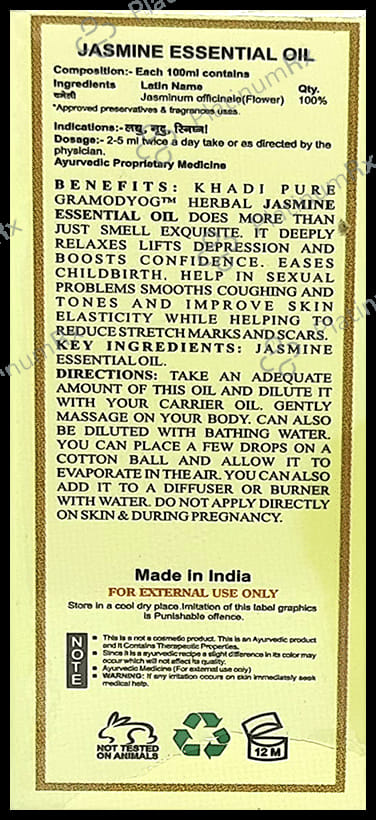 JASMINE ESSENTIAL OIL
Composition:- Each 100ml contains
Ingredients Latin Name Qty.
चमेली Jasminum officinale(Flower) 100%
*Approved preservatives & fragrances uses.
Indications:- लघु, मृदु, स्निग्ध।
Dosage:- 2-5 ml twice a day take or as directed by the
physician.
Ayurvedic Proprietary Medicine
BENEFITS: KHADI PURE
GRAMODYOG™ HERBAL JASMINE
ESSENTIAL OIL DOES MORE THAN
JUST SMELL EXQUISITE. IT DEEPLY
RELAXES LIFTS DEPRESSION AND
BOOSTS CONFIDENCE. EASES
CHILDBIRTH. HELP IN SEXUAL
PROBLEMS SMOOTHS COUGHING AND
TONES AND IMPROVE SKIN
ELASTICITY WHILE HELPING TO
REDUCE STRETCH MARKS AND SCARS.
KEY INGREDIENTS: JASMINE
ESSENTIAL OIL.
DIRECTIONS: TAKE AN ADEQUATE
AMOUNT OF THIS OIL AND DILUTE IT
WITH YOUR CARRIER OIL. GENTLY
MASSAGE ON YOUR BODY. CAN ALSO
BE DILUTED WITH BATHING WATER.
YOU CAN PLACE A FEW DROPS ON A
COTTON BALL AND ALLOW IT TO
EVAPORATE IN THE AIR. YOU CAN ALSO
ADD IT TO A DIFFUSER OR BURNER
WITH WATER. DO NOT APPLY DIRECTLY
ON SKIN & DURING PREGNANCY.
Made in India
FOR EXTERNAL USE ONLY
Store in a cool dry place.Imitation of this label graphics
is Punishable offence.
NOTE
This is a not a cosmetic product. This is an Ayurvedic product
and It Contains Therapeutic Properties.
Since it is a ayurvedic recipe a slight difference in its color may
occur which will not affect its quality.
Ayurvedic Medicine (For external use only)
WARNING: If any irritation occurs on skin immediately seek
medical help.
NOT TESTED
ON ANIMALS
12 M
PlatinumRx